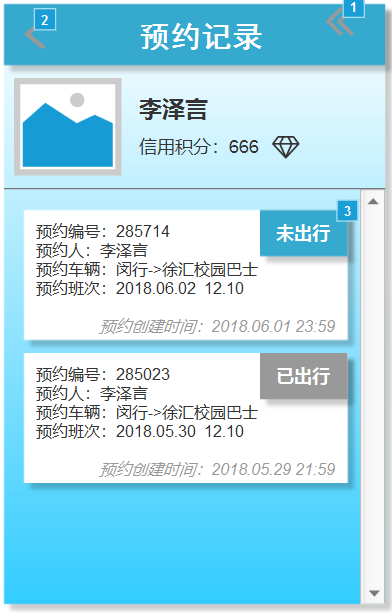 2
1
预约记录
李泽言
信用积分：666
3
未出行
预约编号：285714
预约人：李泽言
预约车辆：闵行->徐汇校园巴士
预约班次：2018.06.02  12.10
预约创建时间：2018.06.01 23:59
已出行
预约编号：285023
预约人：李泽言
预约车辆：闵行->徐汇校园巴士
预约班次：2018.05.30  12.10
预约创建时间：2018.05.29 21:59